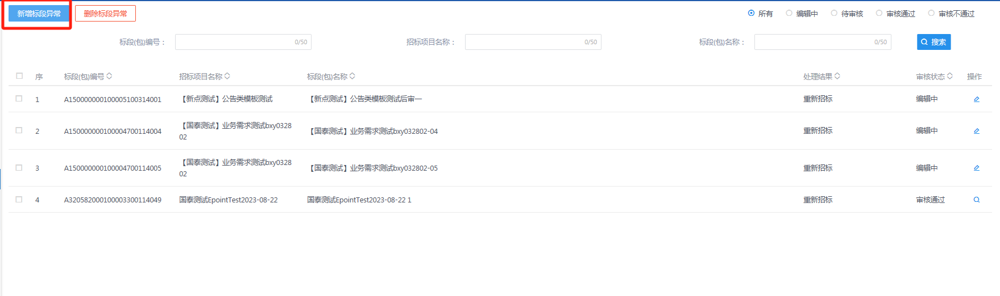 新增标段异常 删除标段异常 所有 编辑中 待审核 审核通过 审核不通过
标段(包)编号： 0/50 招标项目名称： 0/50 标段(包)名称： 0/50 搜索
序 标段(包)编号 招标项目名称 标段(包)名称 处理结果 审核状态 操作
1 A150000000100005100314001 【新点测试】公告类模板测试 【新点测试】公告类模板测试后审一 重新招标 编辑中
2 A150000000100004700114004 【国泰测试】业务需求测试bxy0328
02 【国泰测试】业务需求测试bxy032802-04 重新招标 编辑中
3 A150000000100004700114005 【国泰测试】业务需求测试bxy0328
02 【国泰测试】业务需求测试bxy032802-05 重新招标 编辑中
4 A320582000100003300114049 国泰测试EpointTest2023-08-22 国泰测试EpointTest2023-08-22 1 重新招标 审核通过